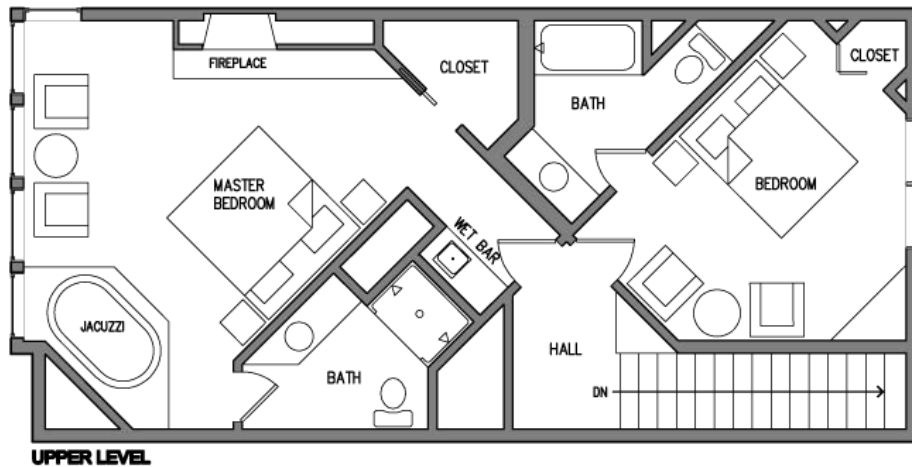 FIREPLACE
CLOSET
CLOSET
BATH
MASTER
BEDROOM
BEDROOM
WET BAR
JACUZZI
HALL
BATH
DN
UPPER LEVEL